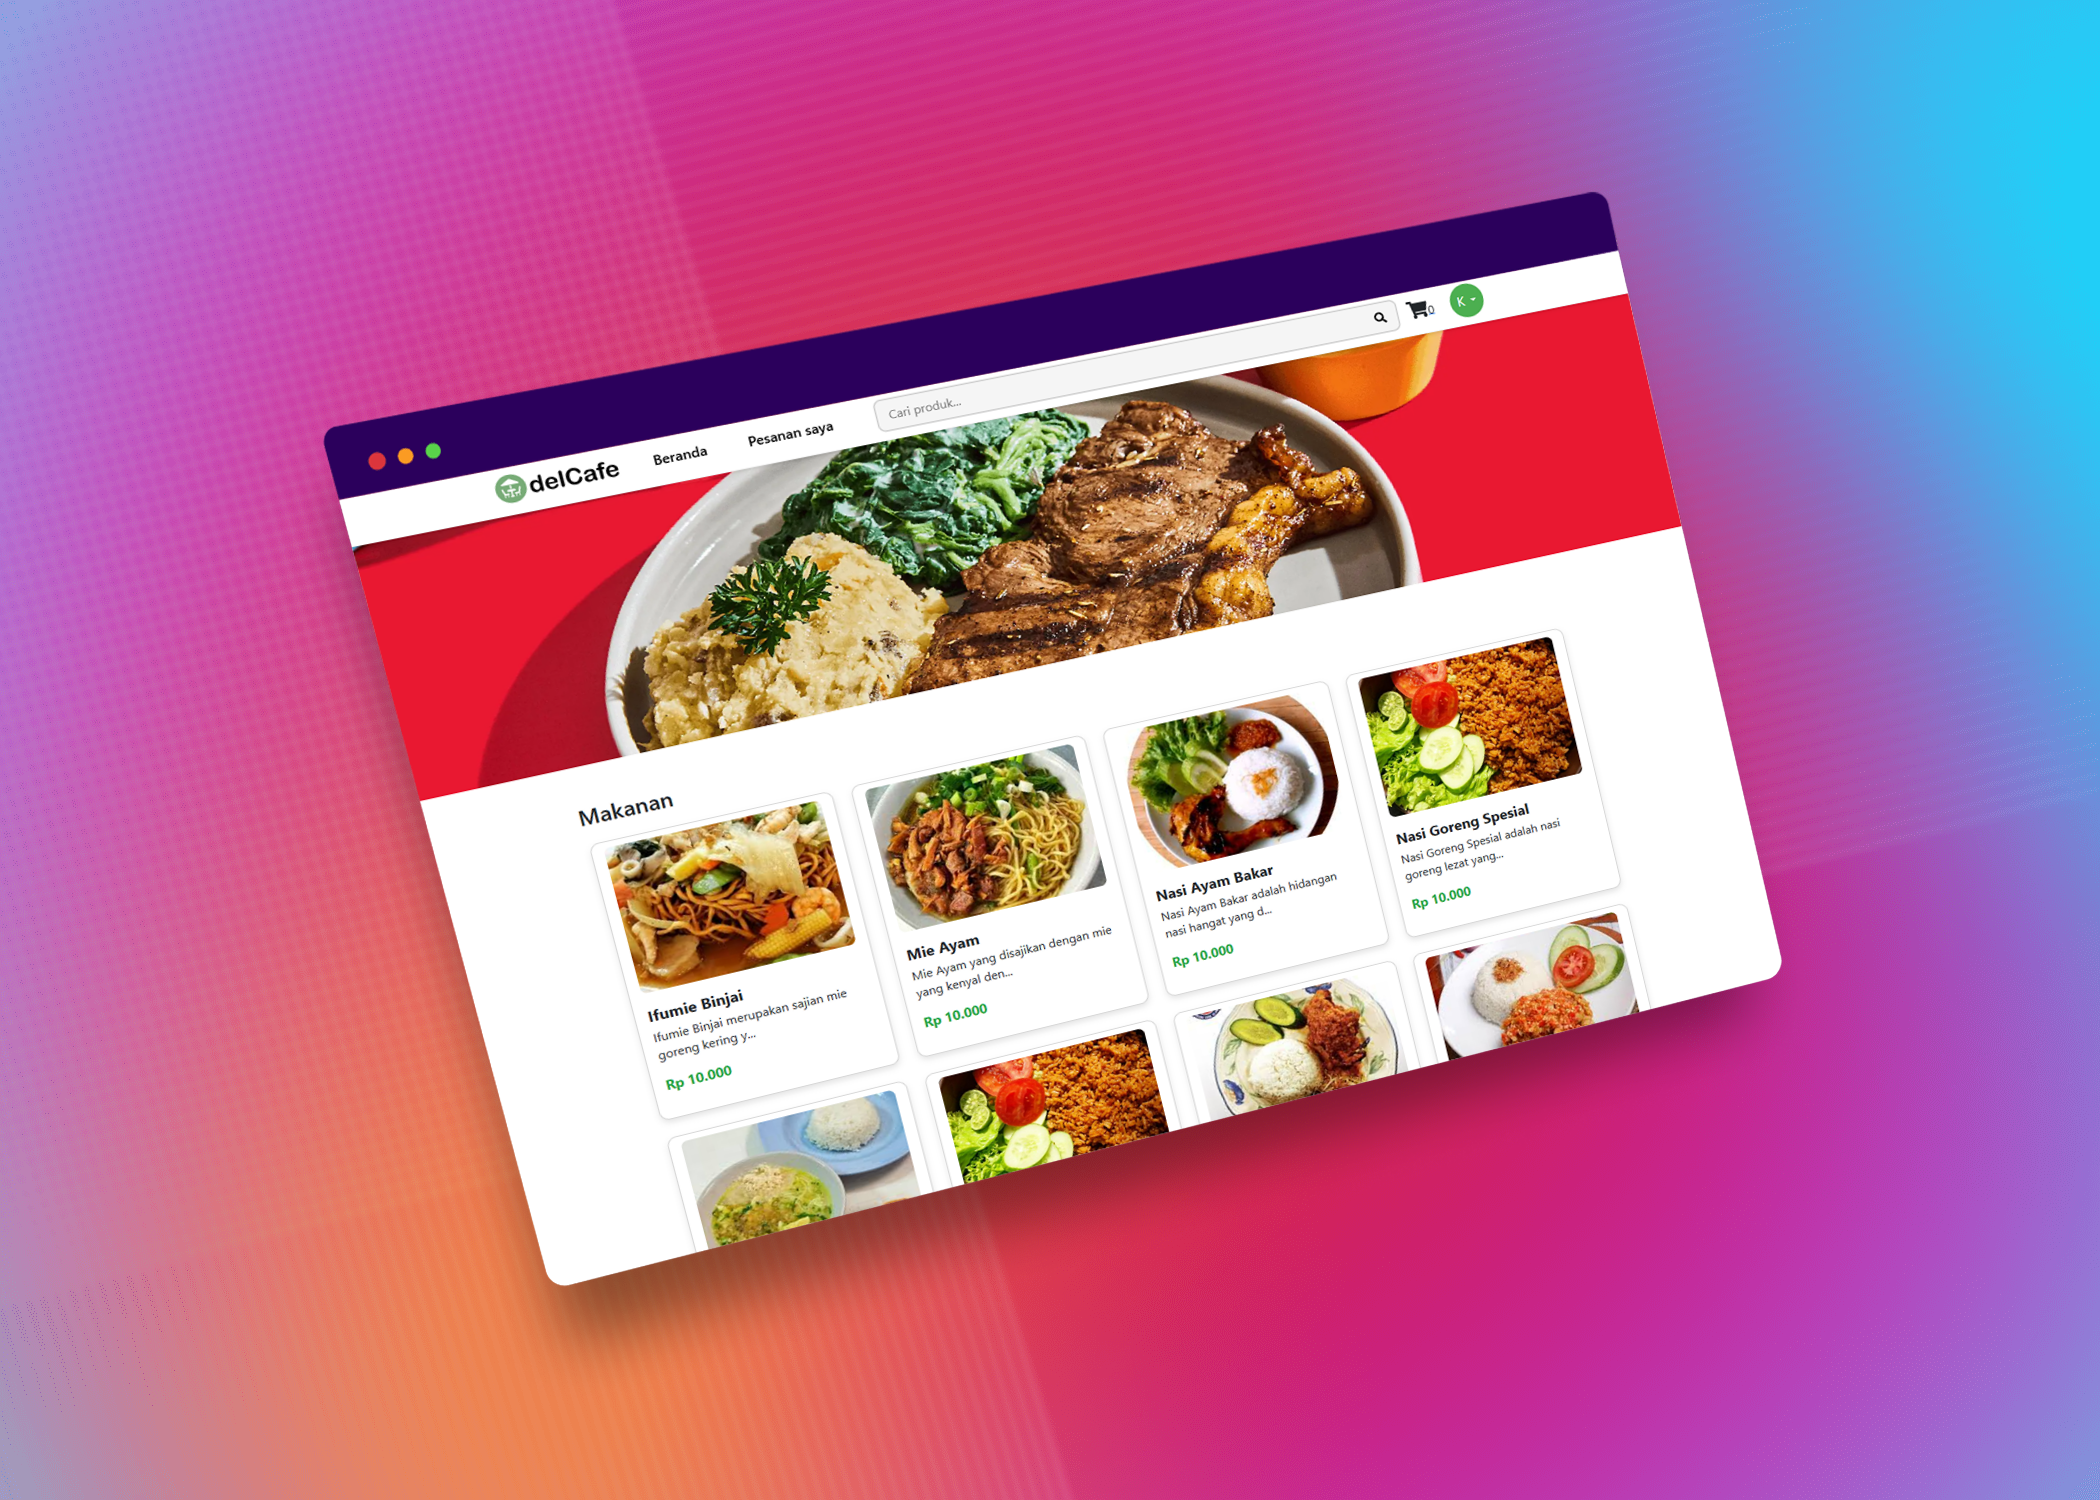 delCafe
Beranda
Pesanan saya
Cari produk...
0
K
Makanan
Ifumie Binjai
Ifumie Binjai merupakan sajian mie
goreng kering y...
Rp 10.000
Mie Ayam
Mie Ayam yang disajikan dengan mie
yang kenyal den...
Rp 10.000
Nasi Ayam Bakar
Nasi Ayam Bakar adalah hidangan
nasi hangat yang d...
Rp 10.000
Nasi Goreng Spesial
Nasi Goreng Spesial adalah nasi
goreng lezat yang...
Rp 10.000